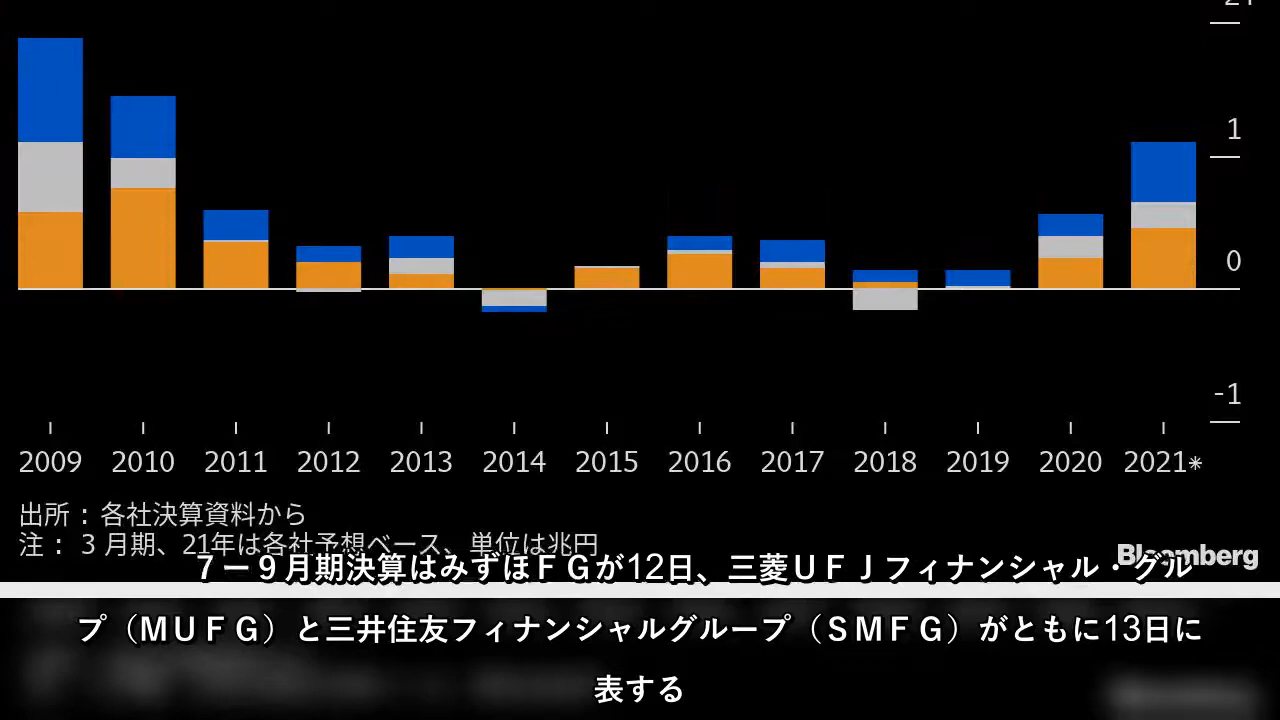 1
0
-1
2009 2010 2011 2012 2013 2014 2015 2016 2017 2018 2019 2020 2021*
出所：各社決算資料から
注： 3 月期、21年は各社予想ベース、単位は兆円
Bloomberg
７ー９月期決算はみずほＦＧが12日、三菱ＵＦＪフィナンシャル・グル
プ（ＭＵＦＧ）と三井住友フィナンシャルグループ（ＳＭＦＧ）がともに13日に
表する